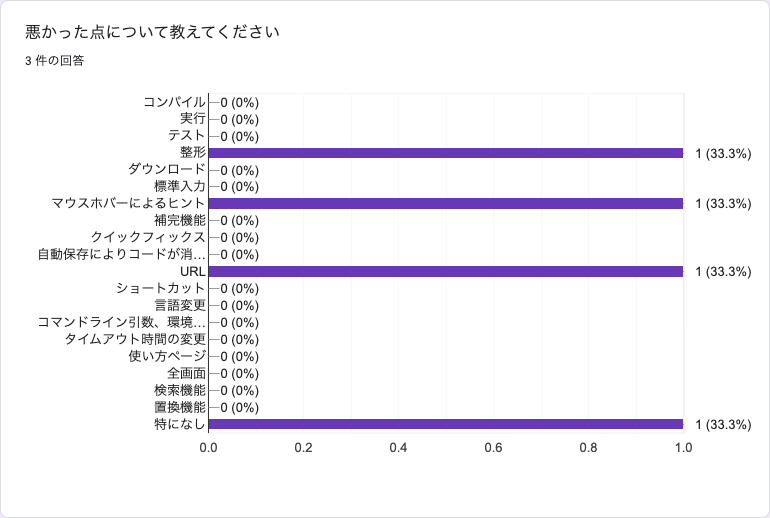 悪かった点について教えてください
3 件の回答
コンパイル 0 (0%)
実行 0 (0%)
テスト 0 (0%)
整形 1 (33.3%)
ダウンロード 0 (0%)
標準入力 0 (0%)
マウスホバーによるヒント 1 (33.3%)
補完機能 0 (0%)
クイックフィックス 0 (0%)
自動保存によりコードが消… 0 (0%)
URL 1 (33.3%)
ショートカット 0 (0%)
言語変更 0 (0%)
コマンドライン引数、環境… 0 (0%)
タイムアウト時間の変更 0 (0%)
使い方ページ 0 (0%)
全画面 0 (0%)
検索機能 0 (0%)
置換機能 0 (0%)
特になし 1 (33.3%)
0.0 0.2 0.4 0.6 0.8 1.0